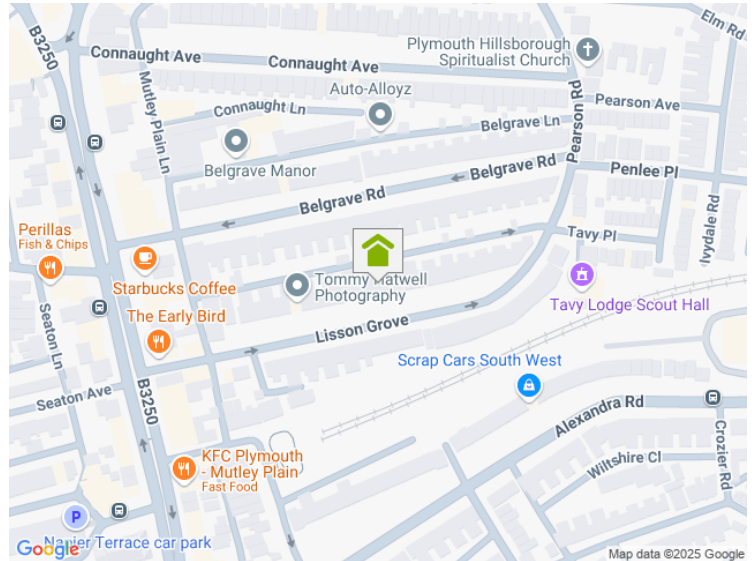 Elm Rd
B3250
Connaught Ave
Connaught Ave
Plymouth Hillsborough
Spiritualist Church
Mutley Plain Ln
Auto-Alloyz
Connaught Ln
Pearson Ave
Pearson Rd
Belgrave Ln
Belgrave Manor
Belgrave Rd
Penlee Pl
Belgrave Rd
Ivydale Rd
Perillas
Fish & Chips
Tavy Pl
Starbucks Coffee
Tommy Hatwell
Photography
Tavy Lodge Scout Hall
The Early Bird
Lisson Grove
Seaton Ln
Scrap Cars South West
Seaton Ave
B3250
Alexandra Rd
Crozier Rd
KFC Plymouth
- Mutley Plain
Fast Food
Wiltshire Cl
P
Napier Terrace car park
Google
Map data ©2025 Google